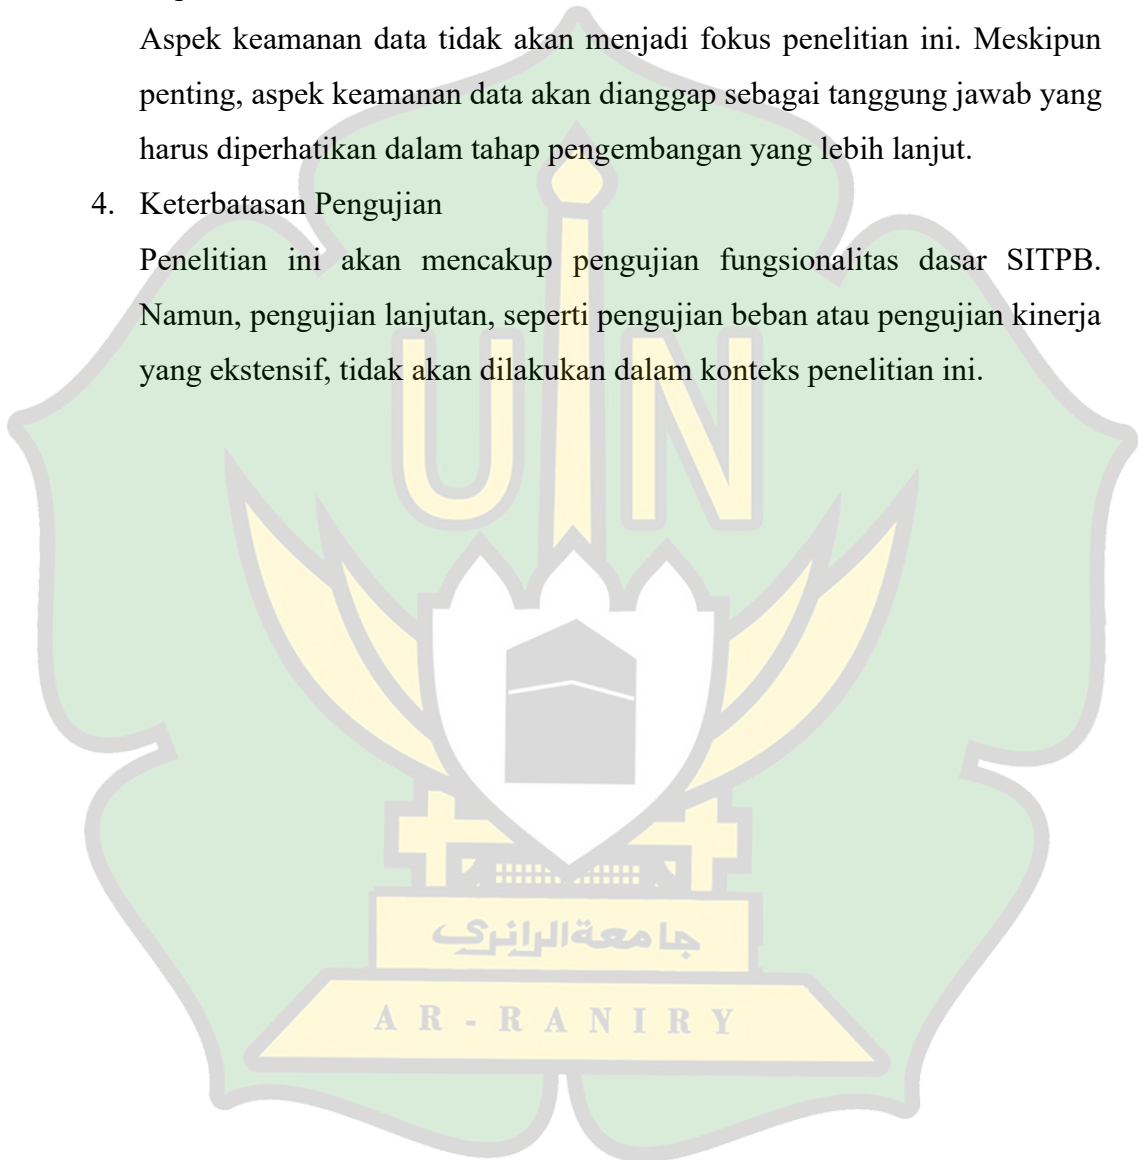 Aspek keamanan data tidak akan menjadi fokus penelitian ini. Meskipun
penting, aspek keamanan data akan dianggap sebagai tanggung jawab yang
harus diperhatikan dalam tahap pengembangan yang lebih lanjut.
4. Keterbatasan Pengujian
Penelitian ini akan mencakup pengujian fungsionalitas dasar SITPB.
Namun, pengujian lanjutan, seperti pengujian beban atau pengujian kinerja
yang ekstensif, tidak akan dilakukan dalam konteks penelitian ini.
UIN
جامعة الرانري
AR-RANIRY